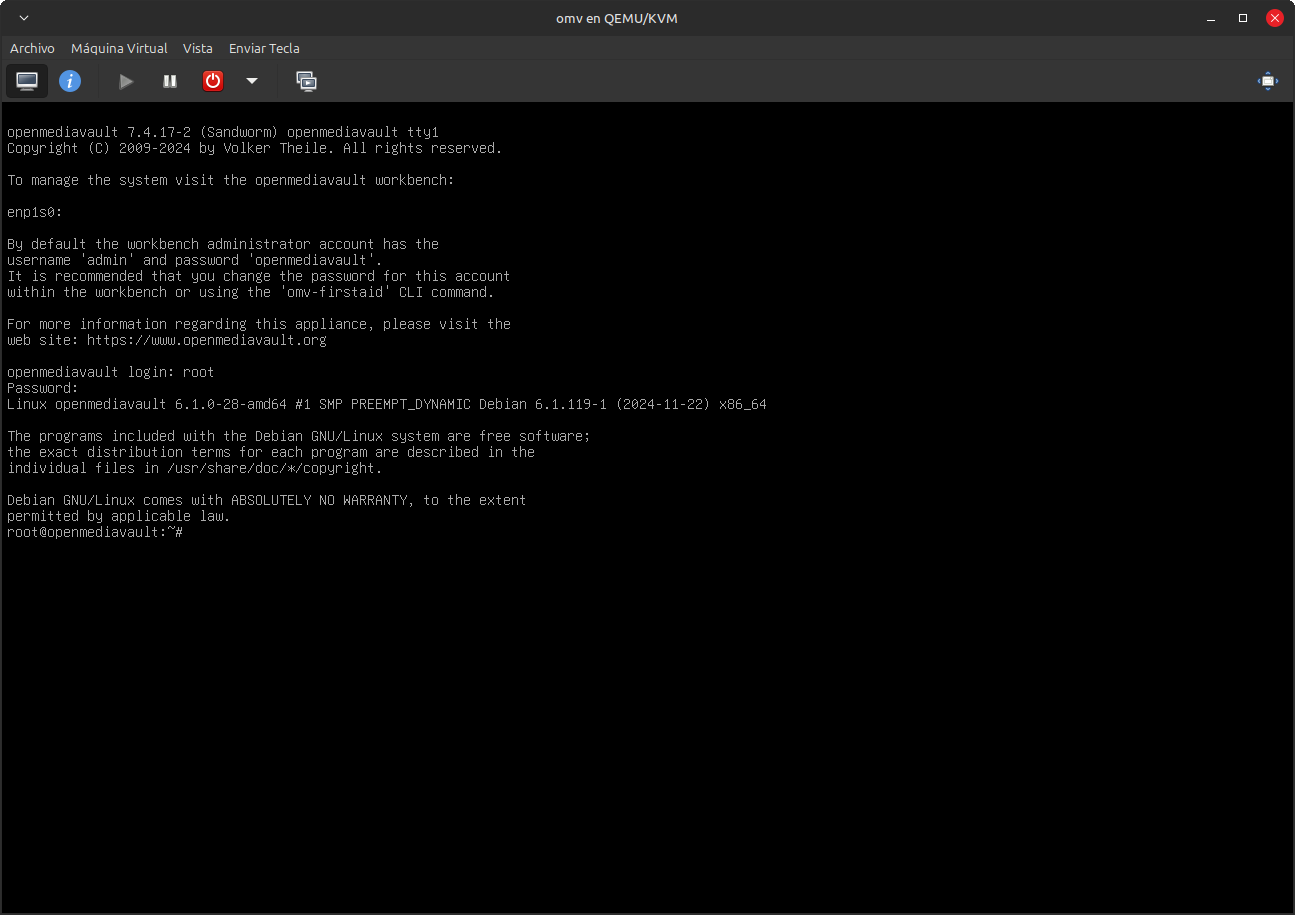 omv en QEMU/KVM
Archivo Máquina Virtual Vista Enviar Tecla
openmediavault 7.4.17-2 (Sandworm) openmediavault tty1
Copyright (C) 2009-2024 by Volker Theile. All rights reserved.
To manage the system visit the openmediavault workbench:
enp1s0:
By default the workbench administrator account has the
username 'admin' and password 'openmediavault'.
It is recommended that you change the password for this account
within the workbench or using the 'omv-firstaid' CLI command.
For more information regarding this appliance, please visit the
web site: https://www.openmediavault.org
openmediavault login: root
Password:
Linux openmediavault 6.1.0-28-amd64 #1 SMP PREEMPT_DYNAMIC Debian 6.1.119-1 (2024-11-22) x86_64
The programs included with the Debian GNU/Linux system are free software;
the exact distribution terms for each program are described in the
individual files in /usr/share/doc/*/copyright.
Debian GNU/Linux comes with ABSOLUTELY NO WARRANTY, to the extent
permitted by applicable law.
root@openmediavault:~#